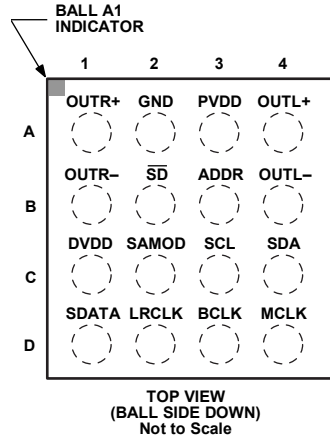 BALL A1
INDICATOR
1 2 3 4
OUTR+ GND PVDD OUTL+
A
OUTR– SD ADDR OUTL–
B
DVDD SAMOD SCL SDA
C
SDATA LRCLK BCLK MCLK
D
TOP VIEW
(BALL SIDE DOWN)
Not to Scale